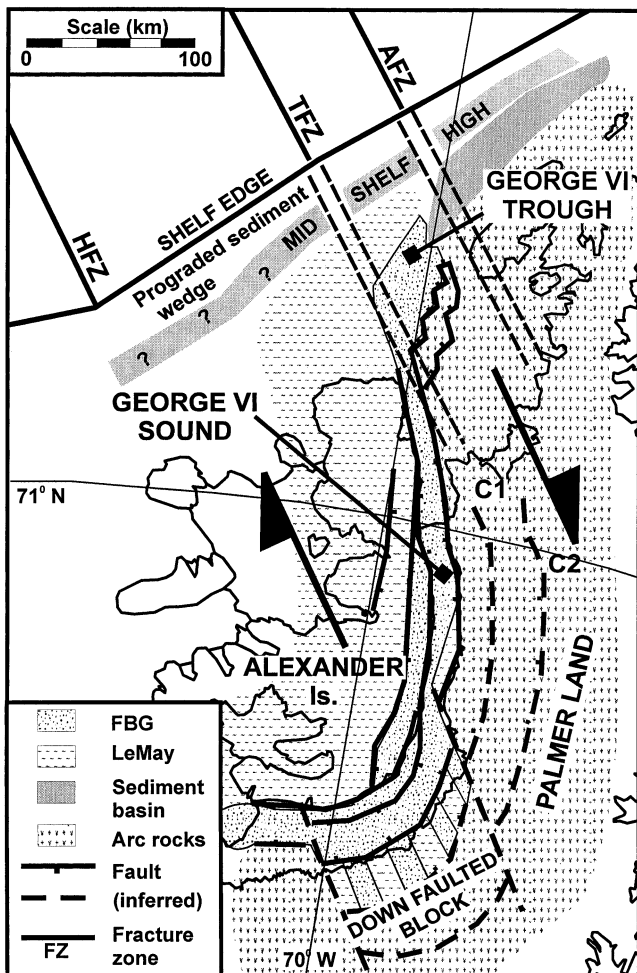 Scale (km)
0 100
TFZ
AFZ
HFZ
SHELF EDGE
Prograded sediment
wedge
MID
SHELF
HIGH
? ? ?
?
GEORGE VI
TROUGH
GEORGE VI
SOUND
71⁰ N
C1
C2
ALEXANDER
Is.
PALMER LAND
DOWN FAULTED
BLOCK
70⁰ W
FBG
LeMay
Sediment
basin
Arc rocks
Fault
(inferred)
FZ
Fracture
zone